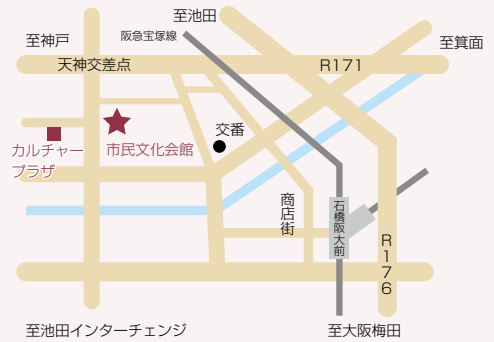 至池田
至神戸
阪急宝塚線
至箕面
天神交差点
R171
カルチャー
プラザ
市民文化会館
交番
商店街
石橋阪大前
R176
至池田インターチェンジ
至大阪梅田